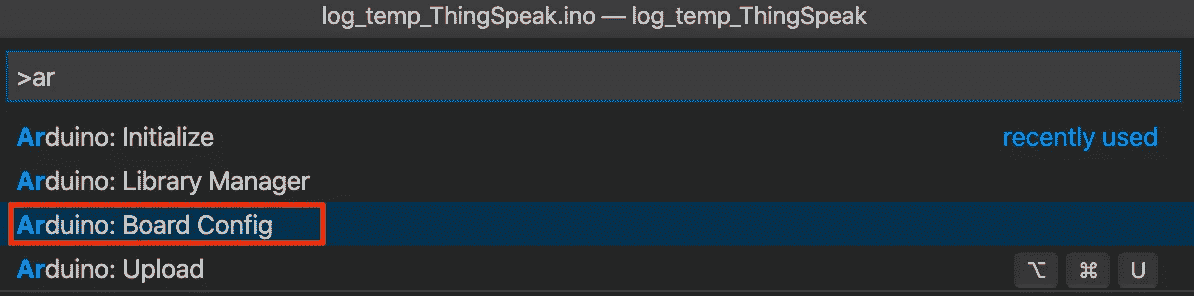 log_temp_ThingSpeak.ino — log_temp_ThingSpeak
>ar
Arduino: Initialize recently used
Arduino: Library Manager
Arduino: Board Config
Arduino: Upload ⌥ ⌘ U